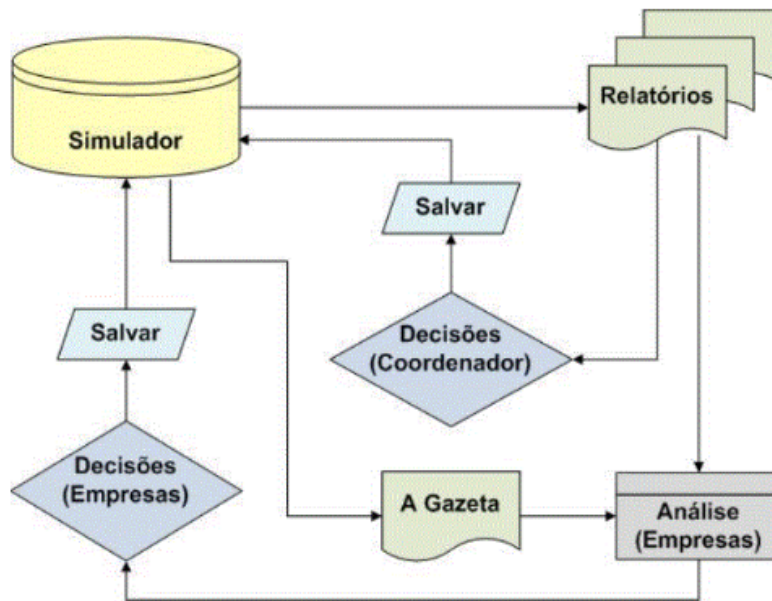 Relatórios
Simulador
Salvar
Salvar
Decisões
(Coordenador)
Decisões
(Empresas)
A Gazeta
Análise
(Empresas)